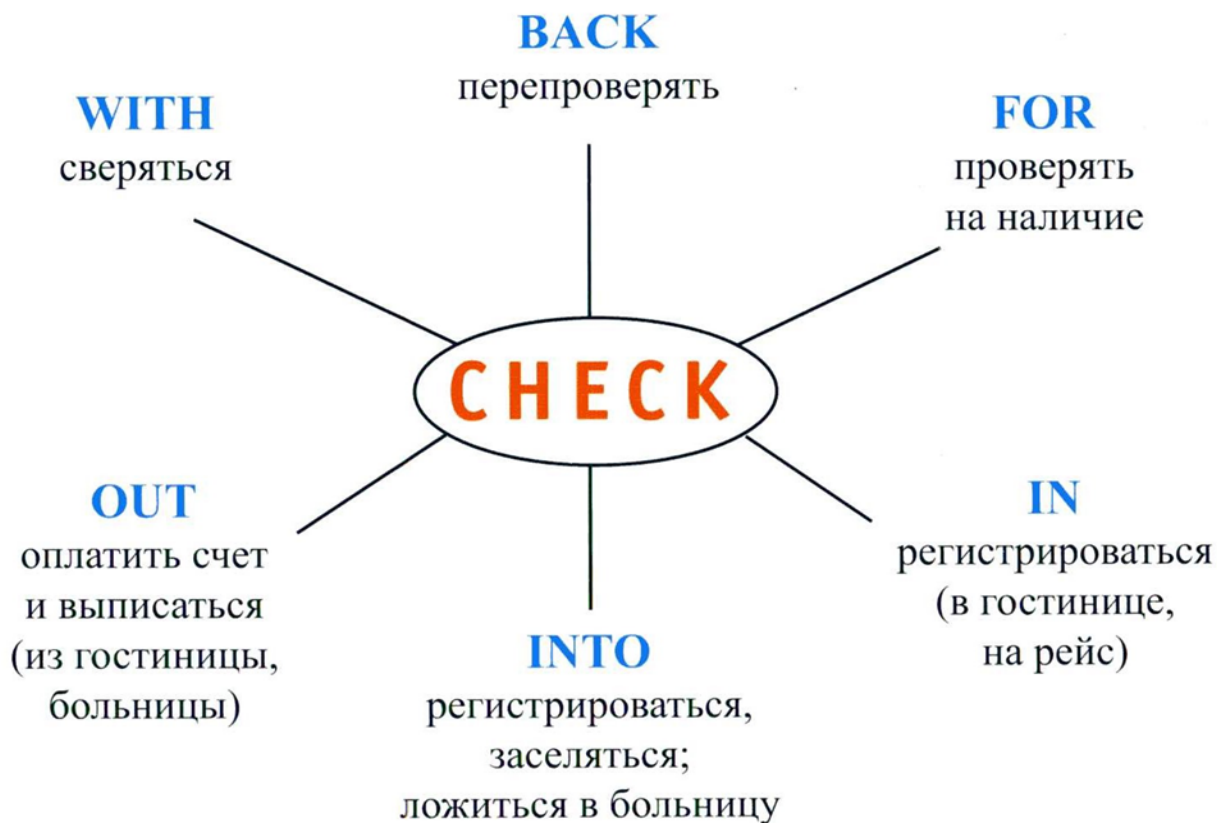 BACK
перепроверять
WITH
сверяться
FOR
проверять
на наличие
CHECK
OUT
оплатить счет
и выписаться
(из гостиницы,
больницы)
INTO
регистрироваться,
заселяться;
ложиться в больницу
IN
регистрироваться
(в гостинице,
на рейс)